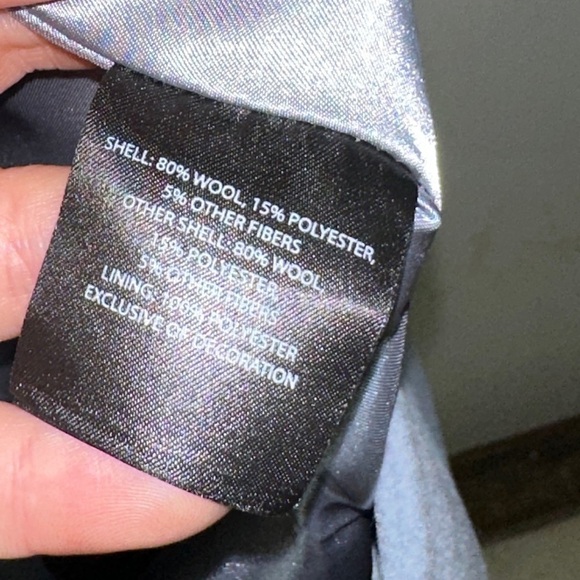 SHELL: 80% WOOL, 15% POLYESTER,
5% OTHER FIBERS
OTHER SHELL: 80% WOOL,
15% POLYESTER,
5% OTHER FIBERS
LINING: 100% POLYESTER
EXCLUSIVE OF DECORATION